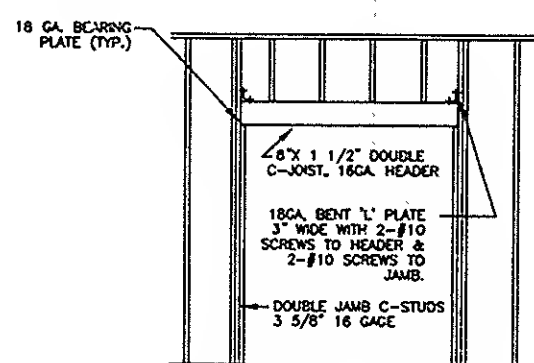 18 GA. BEARING
PLATE (TYP.)
8"X 1 1/2" DOUBLE
C-JOIST, 16GA. HEADER
18GA. BENT "L" PLATE
3" WIDE WITH 2-#10
SCREWS TO HEADER &
2-#10 SCREWS TO
JAMB.
DOUBLE JAMB C-STUDS
3 5/8" 16 GAGE